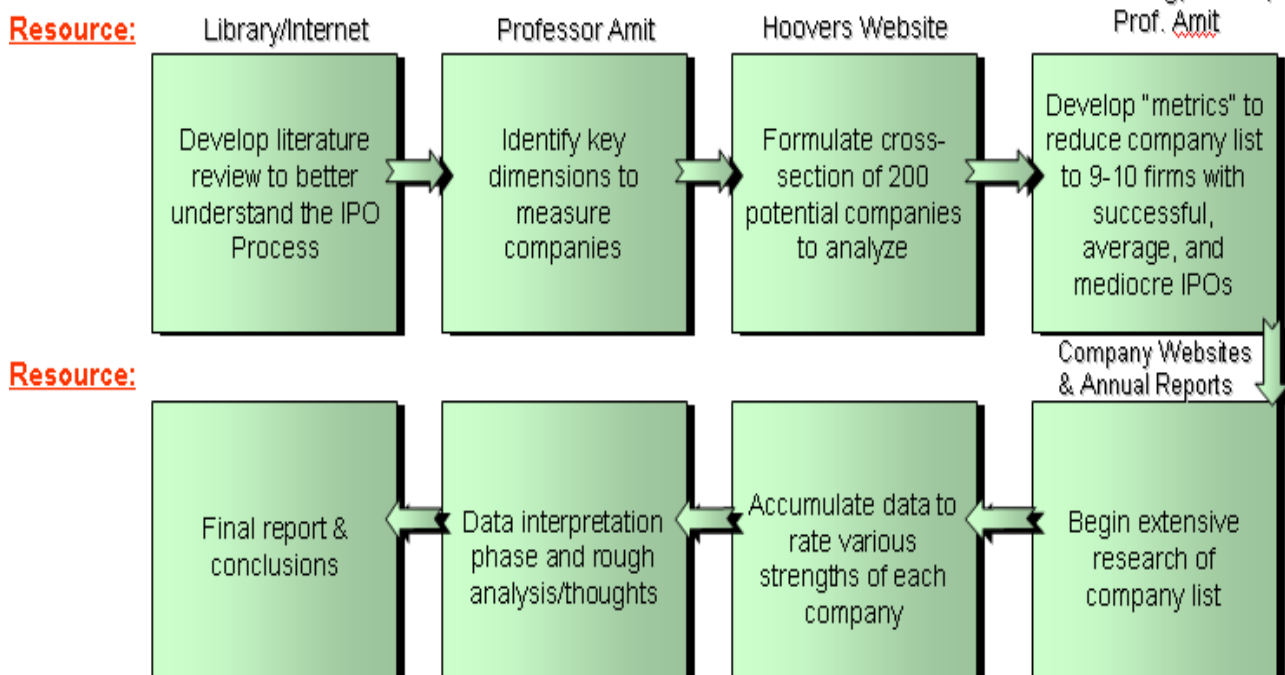 Resource:
Library/Internet
Professor Amit
Hoovers Website
Prof. Amit
Develop literature
review to better
understand the IPO
Process
Identify key
dimensions to
measure
companies
Formulate cross-
section of 200
potential companies
to analyze
Develop "metrics" to
reduce company list
to 9-10 firms with
successful,
average, and
mediocre IPOs
Resource:
Company Websites
& Annual Reports
Final report &
conclusions
Data interpretation
phase and rough
analysis/thoughts
Accumulate data to
rate various
strengths of each
company
Begin extensive
research of
company list